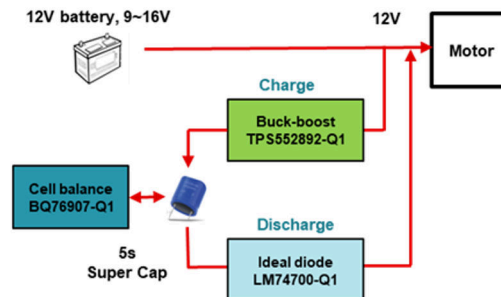 12V battery, 9~16V
12V
Motor
Charge
Buck-boost
TPS552892-Q1
Cell balance
BQ76907-Q1
Discharge
5s
Super Cap
Ideal diode
LM74700-Q1